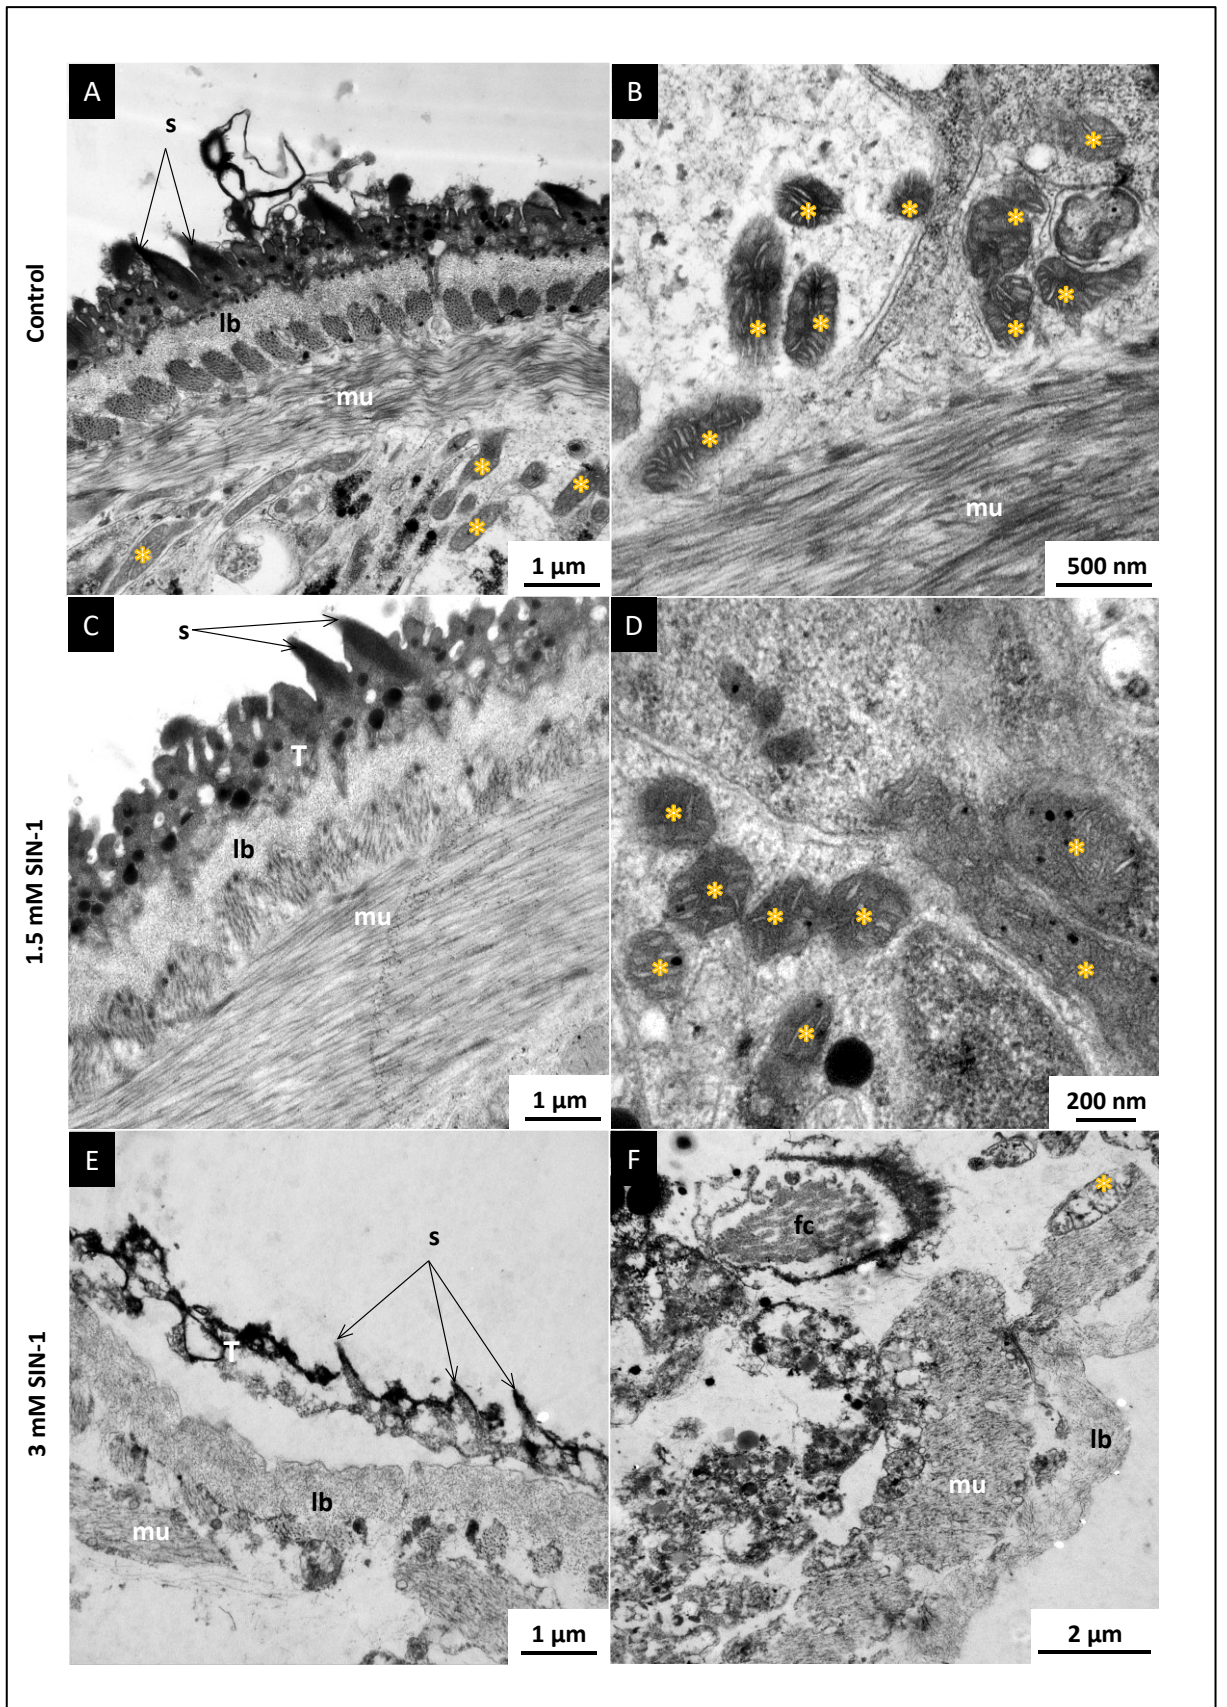 Control
A
s
lb
mu
1 µm
B
mu
500 nm
1.5 mM SIN-1
C
s
T
lb
mu
1 µm
D
200 nm
3 mM SIN-1
E
s
T
lb
mu
1 µm
F
fc
lb
mu
2 µm